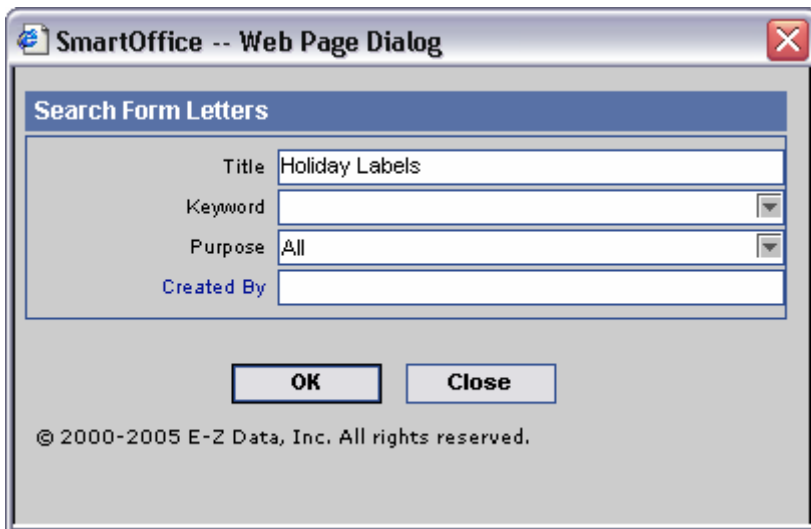 SmartOffice -- Web Page Dialog
Search Form Letters
Title Holiday Labels
Keyword
Purpose All
Created By
OK Close
© 2000-2005 E-Z Data, Inc. All rights reserved.